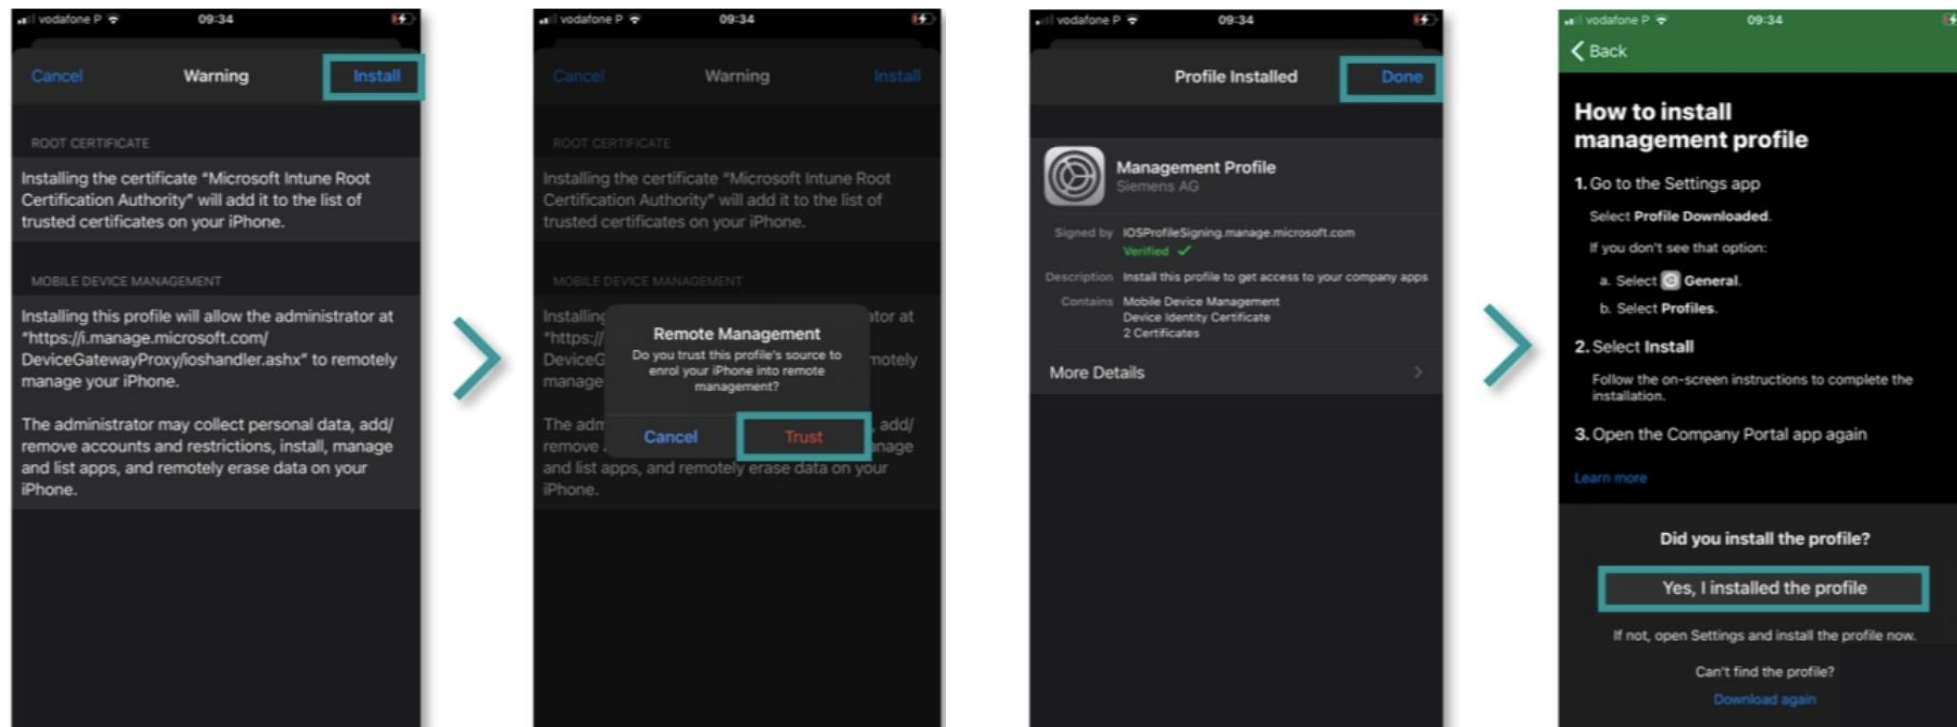 vodafone P
09:34
Cancel
Warning
Install
ROOT CERTIFICATE
Installing the certificate “Microsoft Intune Root
Certification Authority” will add it to the list of
trusted certificates on your iPhone.
MOBILE DEVICE MANAGEMENT
Installing this profile will allow the administrator at
“https://i.manage.microsoft.com/
DeviceGatewayProxy/ioshandler.ashx” to remotely
manage your iPhone.
The administrator may collect personal data, add/
remove accounts and restrictions, install, manage
and list apps, and remotely erase data on your
iPhone.
vodafone P
09:34
Cancel
Warning
Install
ROOT CERTIFICATE
Installing the certificate “Microsoft Intune Root
Certification Authority” will add it to the list of
trusted certificates on your iPhone.
MOBILE DEVICE MANAGEMENT
Installing
ator at
“https://
DeviceG
motely
manage
The adm
, add/
remove
anage
and list apps, and remotely erase data on your
iPhone.
Remote Management
Do you trust this profile's source to
enrol your iPhone into remote
management?
Cancel
Trust
vodafone P
09:34
Profile Installed
Done
Management Profile
Siemens AG
Signed by IOSProfileSigning.manage.microsoft.com
Verified
Description Install this profile to get access to your company apps
Contains Mobile Device Management
Device Identity Certificate
2 Certificates
More Details
vodafone P
09:34
Back
How to install
management profile
1. Go to the Settings app
Select Profile Downloaded.
If you don't see that option:
a. Select General.
b. Select Profiles.
2. Select Install
Follow the on-screen instructions to complete the
installation.
3. Open the Company Portal app again
Learn more
Did you install the profile?
Yes, I installed the profile
If not, open Settings and install the profile now.
Can't find the profile?
Download again